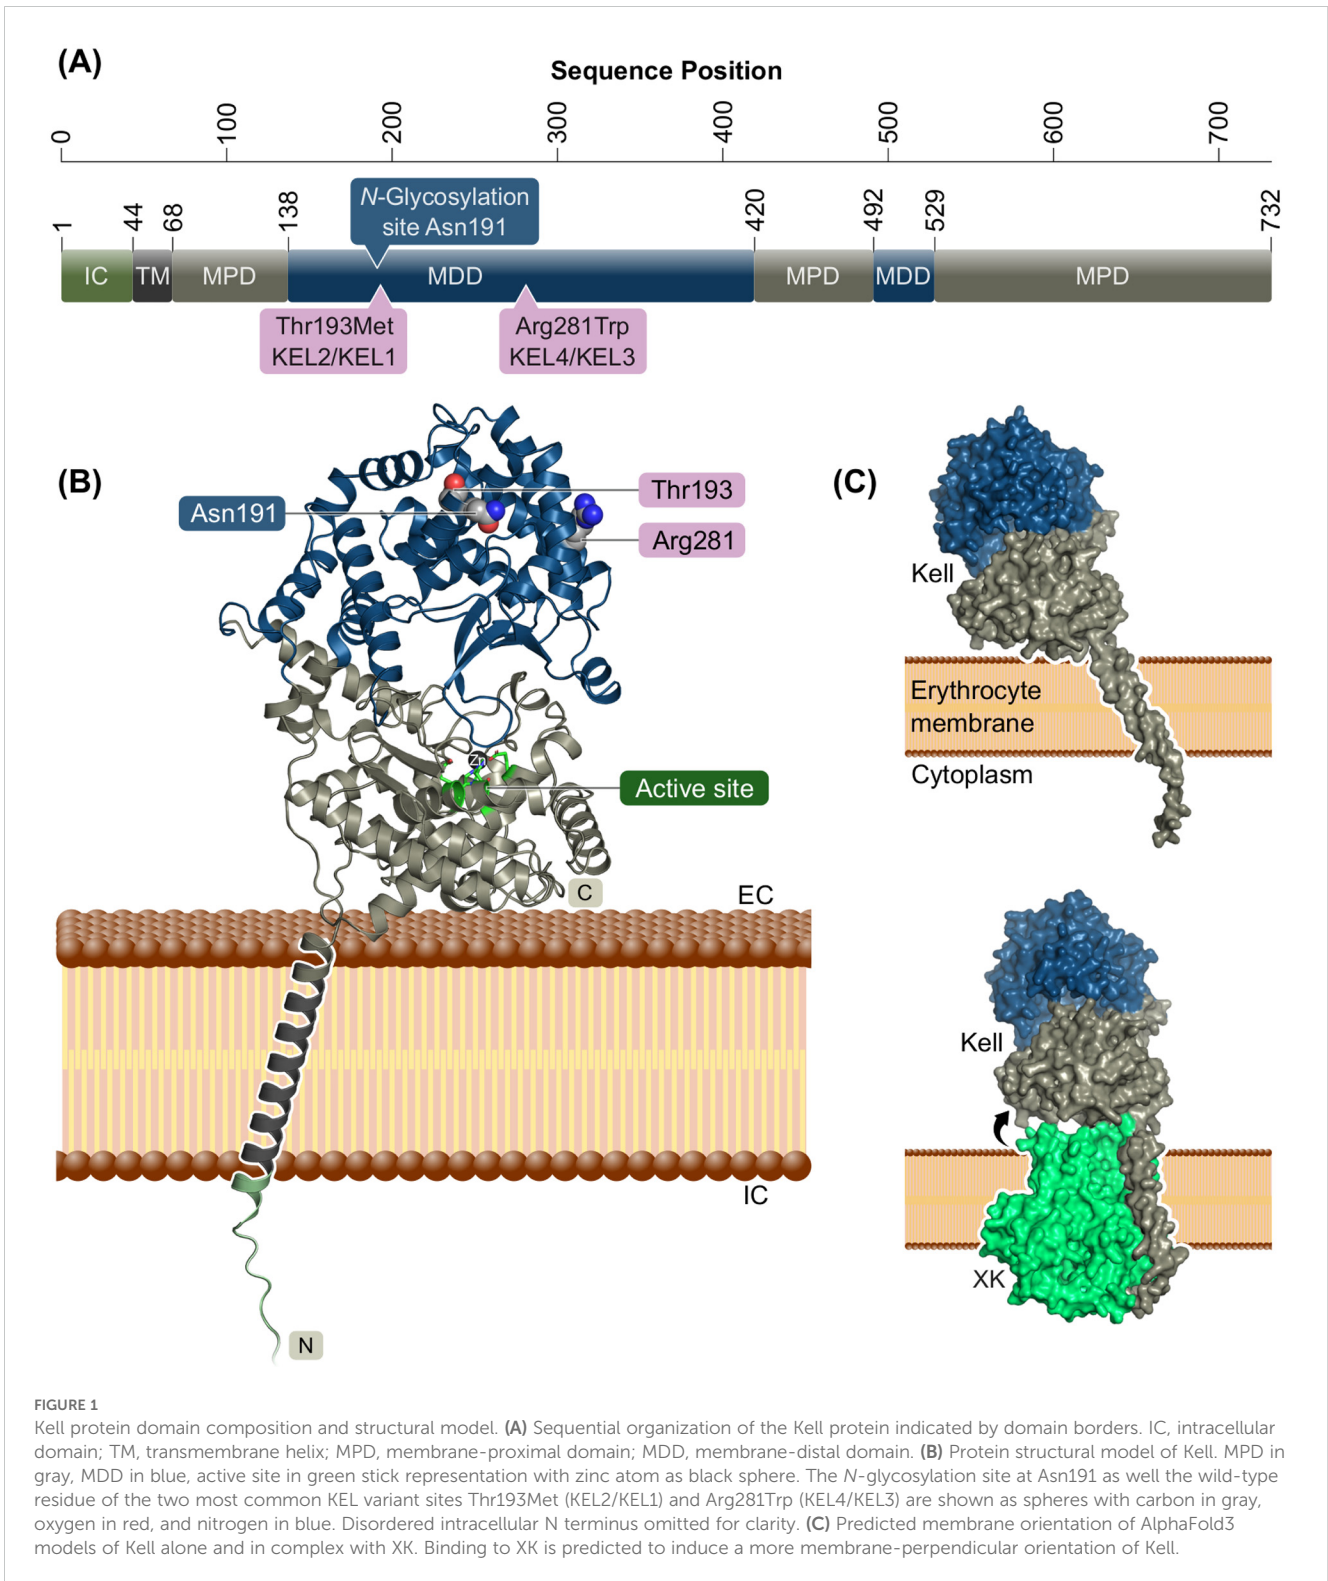 (A)
Sequence Position
0 100 200 300 400 500 600 700
1 44 68 138 420 492 529 732
N-Glycosylation
site Asn191
IC TM MPD MDD MPD MDD MPD
Thr193Met
KEL2/KEL1
Arg281Trp
KEL4/KEL3
(B)
Asn191
Thr193
Arg281
Zn
Active site
C
EC
IC
N
(C)
Kell
Erythrocyte
membrane
Cytoplasm
Kell
XK
FIGURE 1
Kell protein domain composition and structural model. (A) Sequential organization of the Kell protein indicated by domain borders. IC, intracellular
domain; TM, transmembrane helix; MPD, membrane-proximal domain; MDD, membrane-distal domain. (B) Protein structural model of Kell. MPD in
gray, MDD in blue, active site in green stick representation with zinc atom as black sphere. The N-glycosylation site at Asn191 as well the wild-type
residue of the two most common KEL variant sites Thr193Met (KEL2/KEL1) and Arg281Trp (KEL4/KEL3) are shown as spheres with carbon in gray,
oxygen in red, and nitrogen in blue. Disordered intracellular N terminus omitted for clarity. (C) Predicted membrane orientation of AlphaFold3
models of Kell alone and in complex with XK. Binding to XK is predicted to induce a more membrane-perpendicular orientation of Kell.